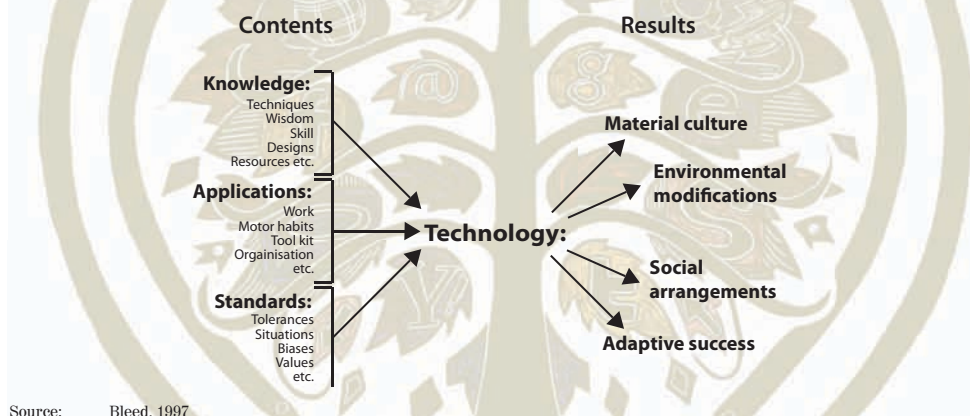 Contents
Results
Knowledge:
Techniques
Wisdom
Skill
Designs
Resources etc.
Applications:
Work
Motor habits
Tool kit
Orgainisation
etc.
Standards:
Tolerances
Situations
Biases
Values
etc.
Technology:
Material culture
Environmental
modifications
Social
arrangements
Adaptive success
Source: Bleed, 1997